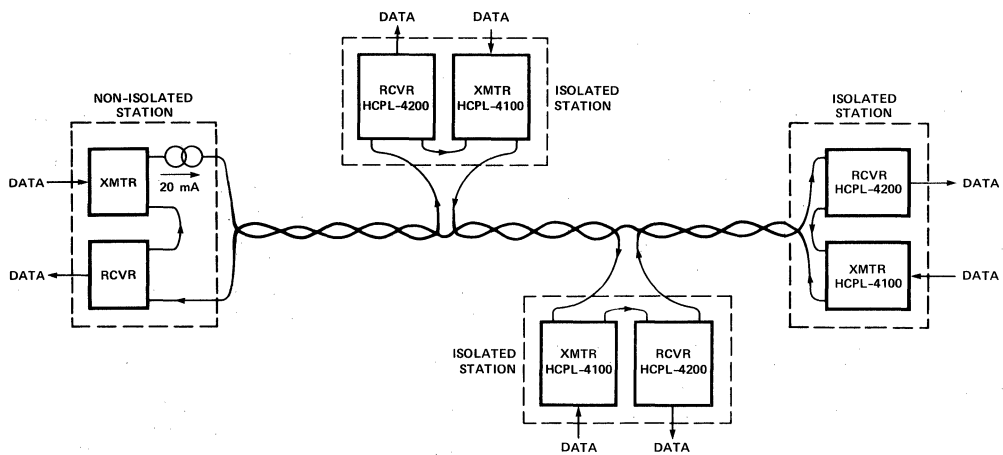 DATA
DATA
RCVR
HCPL-4200
XMTR
HCPL-4100
ISOLATED
STATION
NON-ISOLATED
STATION
DATA
XMTR
20 mA
DATA
RCVR
ISOLATED
STATION
RCVR
HCPL-4200
DATA
XMTR
HCPL-4100
DATA
ISOLATED
STATION
XMTR
HCPL-4100
RCVR
HCPL-4200
DATA
DATA